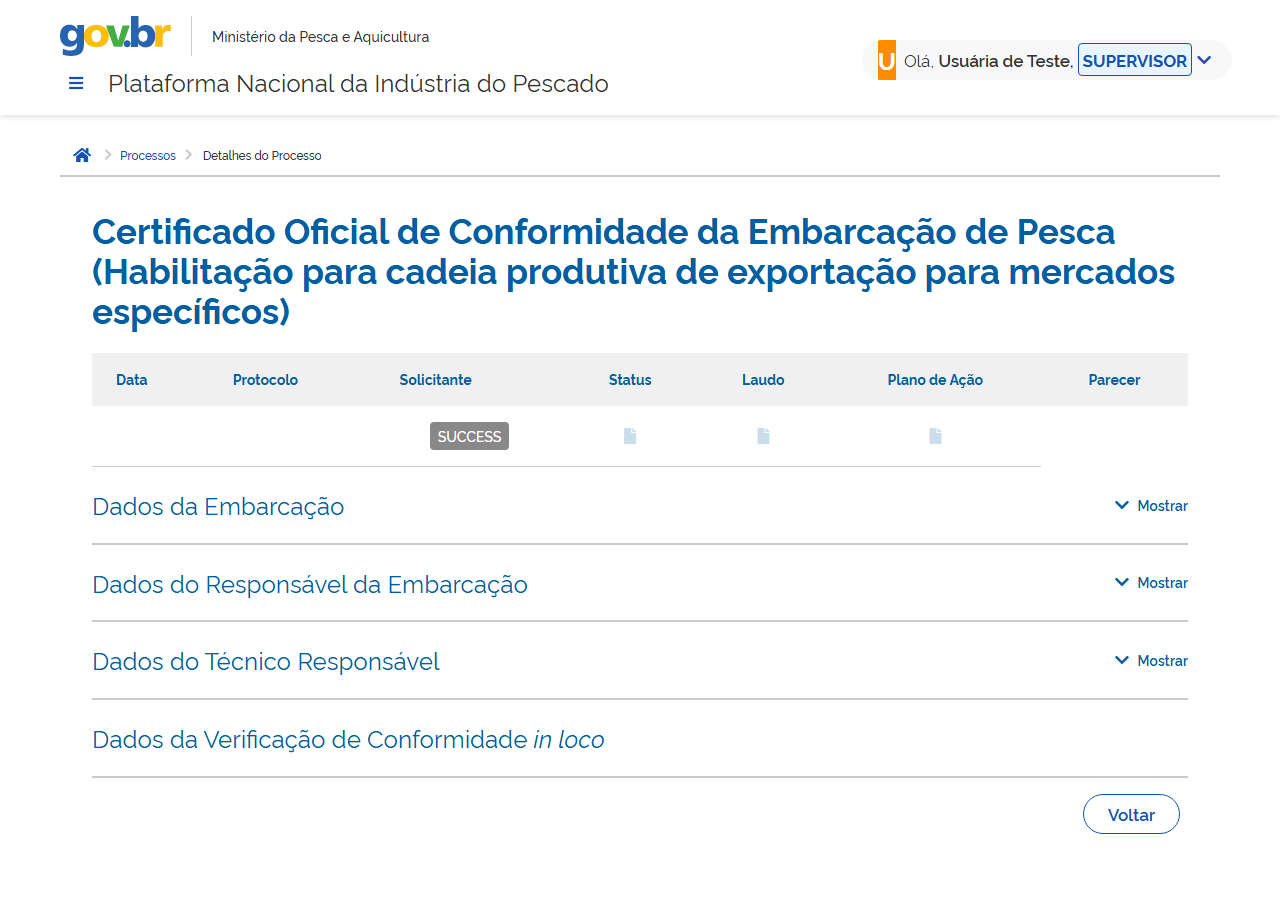 gov.br
Ministério da Pesca e Aquicultura
Plataforma Nacional da Indústria do Pescado
U Olá, Usuária de Teste, SUPERVISOR
Processos Detalhes do Processo
Certificado Oficial de Conformidade da Embarcação de Pesca
(Habilitação para cadeia produtiva de exportação para mercados
específicos)
Data Protocolo Solicitante Status Laudo Plano de Ação Parecer
SUCCESS
Dados da Embarcação Mostrar
Dados do Responsável da Embarcação Mostrar
Dados do Técnico Responsável Mostrar
Dados da Verificação de Conformidade in loco
Voltar